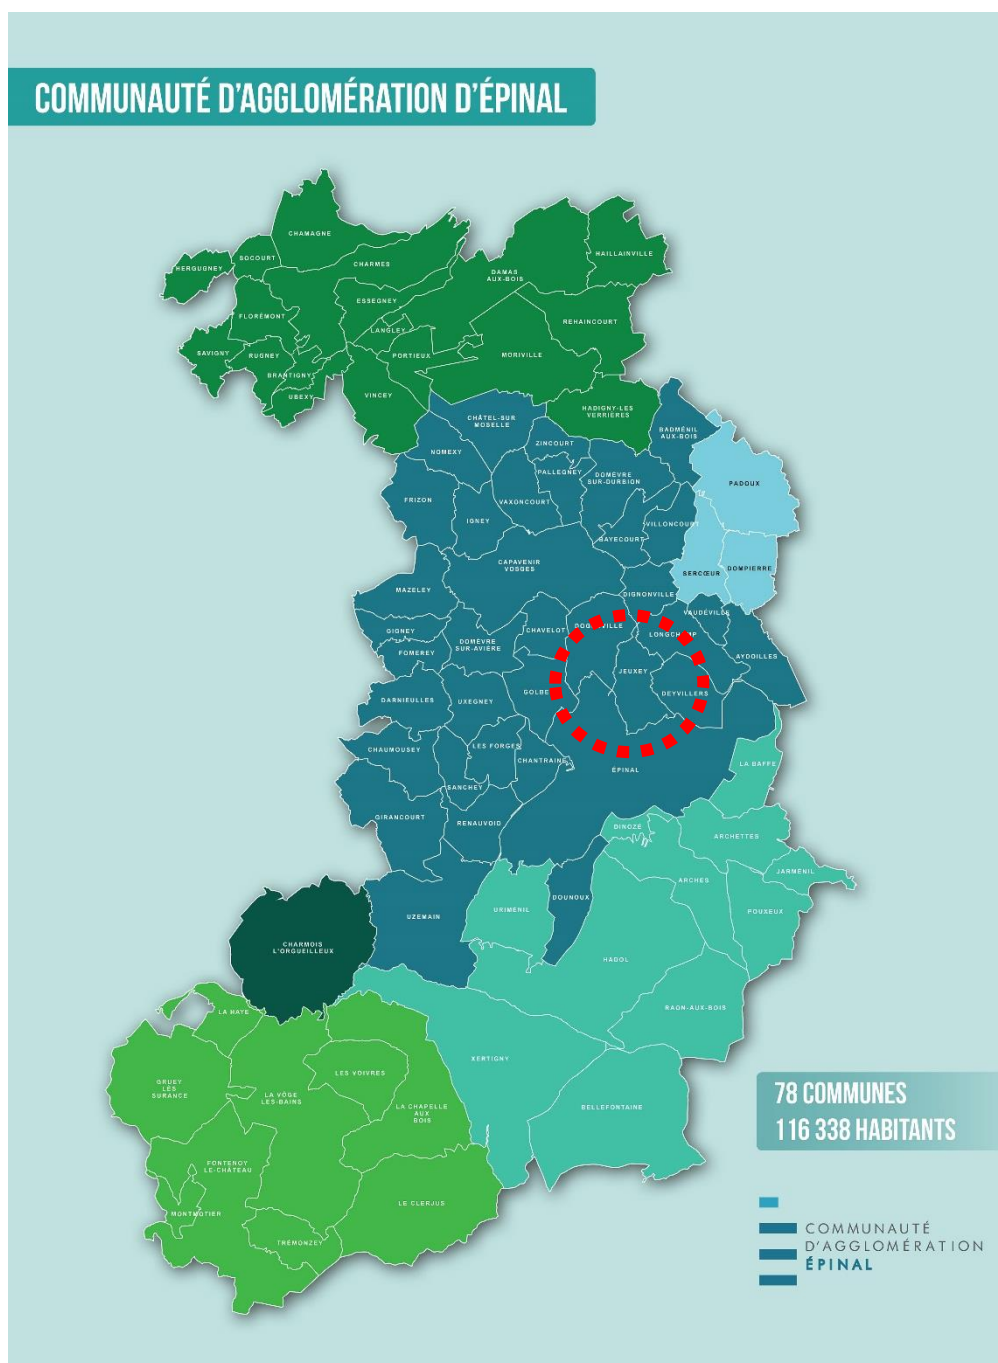 COMMUNAUTÉ D'AGGLOMÉRATION D'ÉPINAL
CHAMAGNE
HAILLAINVILLE
SOCOURT
HERGUGNEY
CHARMES
DAMAS
AUX-BOIS
ESSEGNEY
FLORÉMONT
REHAINCOURT
LANGLEY
SAVIGNY
RUGNEY
PORTIEUX
MORIVILLE
BRANTIGNY
UBEXY
VINCEY
HADIGNY-LES
VERRIÈRES
CHÂTEL-SUR
MOSELLE
BADMÉNIL
AUX-BOIS
NOMEXY
ZINCOURT
PALLEGNEY
DOMEVRE
SUR-DURBION
PADOUX
FRIZON
VAXONCOURT
IGNEY
VILLONCOURT
BAYECOURT
CAPAVENIR
VOSGES
SERCŒUR
DOMPIERRE
MAZELEY
DIGNONVILLE
VAUDÉVILLE
GIGNEY
CHAVELOT
LONGCHAMP
DOMÈVRE
SUR-AVIÈRE
FOMEREY
AYDOILLES
JEUXEY
DARNIEULLES
UXEGNEY
GOLBE
DEYVILLERS
CHAUMOUSEY
LES FORGES
CHANTRAINE
ÉPINAL
LA BAFFE
SANCHEY
GIRANCOURT
RENAUVOID
DINOZÉ
ARCHETTES
JARMÉNIL
ARCHES
URIMÉNIL
DOUNOUX
POUXEUX
UZEMAIN
CHARMOIS
L'ORGUEILLEUX
HADOL
RAON-AUX-BOIS
LA HAYE
XERTIGNY
LES VOIVRES
GRUEY
LÈS
SURANCE
LA VÔGE
LES-BAINS
LA CHAPELLE
AUX
BOIS
BELLEFONTAINE
FONTENOY
LE-CHÂTEAU
LE CLERJUS
MONTMOTIER
TRÉMONZEY
78 COMMUNES
116 338 HABITANTS
COMMUNAUTÉ
D'AGGLOMÉRATION
ÉPINAL